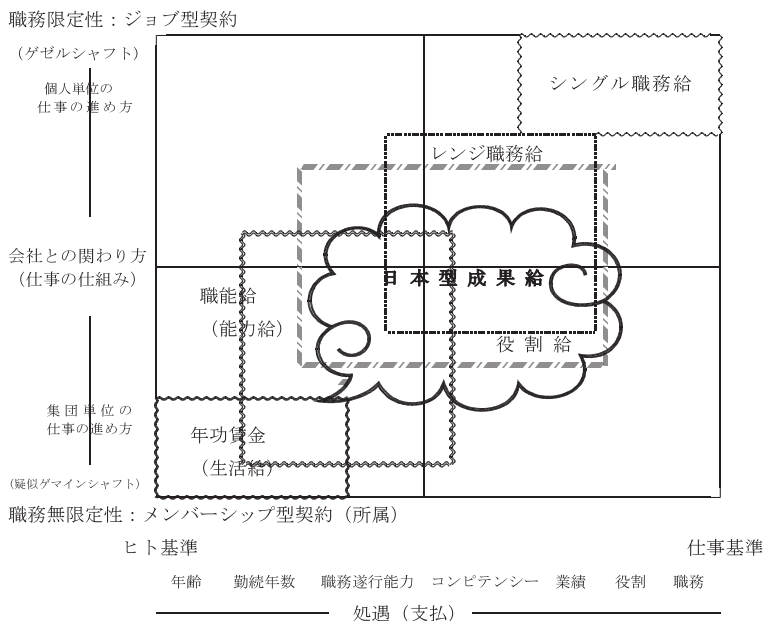 職務限定性：ジョブ型契約
（ゲゼルシャフト）
シングル職務給
個人単位の
仕事の進め方
レンジ職務給
会社との関わり方
（仕事の仕組み）
日本型成果給
職能給
（能力給）
役割給
集団単位の
仕事の進め方
年功賃金
（生活給）
（疑似ゲマインシャフト）
職務無限定性：メンバーシップ型契約（所属）
ヒト基準
仕事基準
年齢 勤続年数 職務遂行能力 コンピテンシー 業績 役割 職務
処遇（支払）